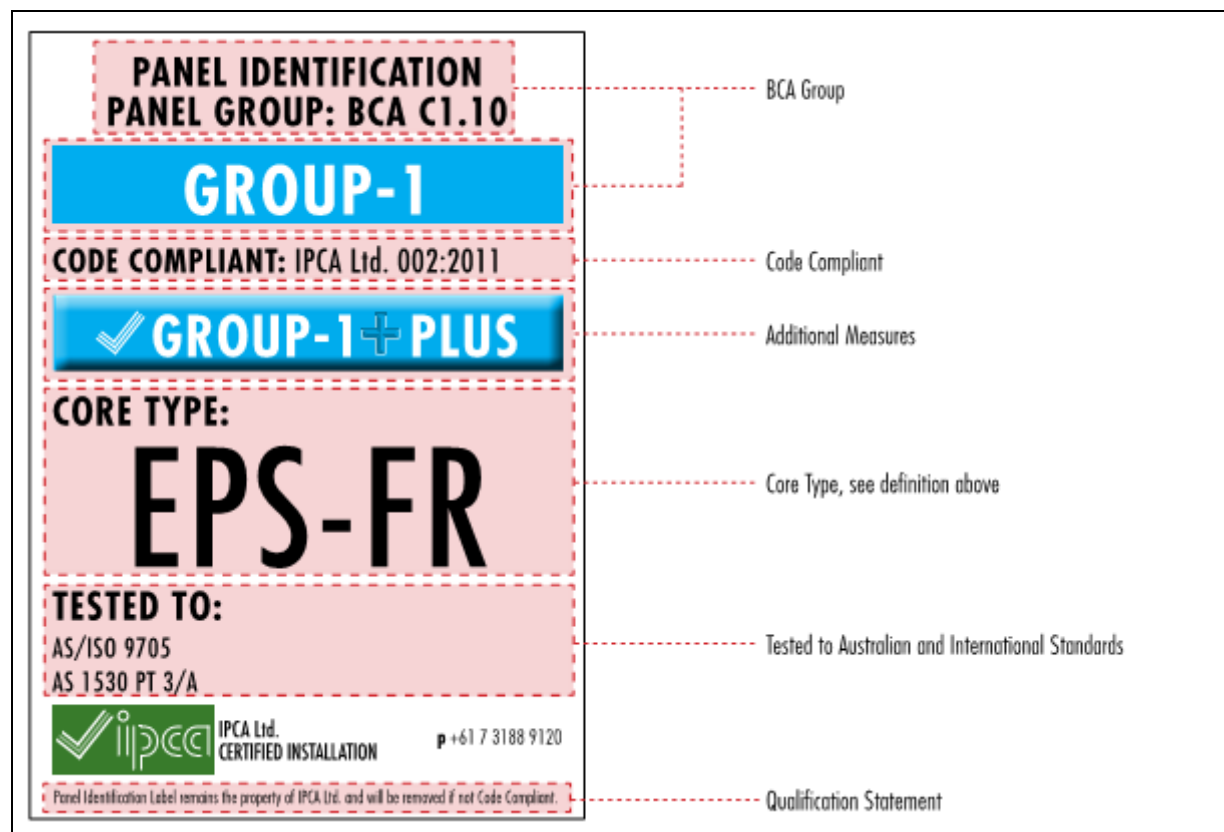 PANEL IDENTIFICATION
PANEL GROUP: BCA C1.10
BCA Group
GROUP-1
CODE COMPLIANT: IPCA Ltd. 002:2011
Code Compliant
GROUP-1+PLUS
Additional Measures
CORE TYPE:
EPS-FR
Core Type, see definition above
TESTED TO:
AS/ISO 9705
AS 1530 PT 3/A
Tested to Australian and International Standards
ipca
IPCA Ltd.
CERTIFIED INSTALLATION
p +61 7 3188 9120
Panel Identification Label remains the property of IPCA Ltd. and will be removed if not Code Compliant.
Qualification Statement